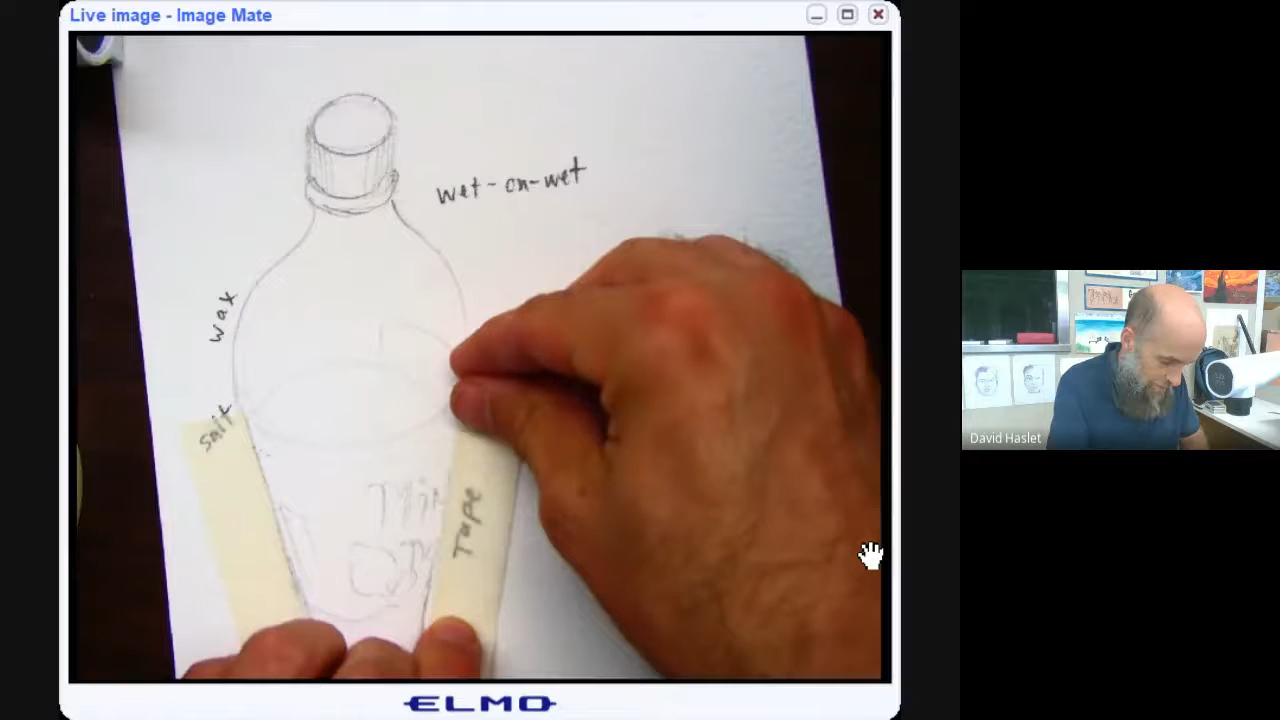 Live image - Image Mate
wet-on-wet
wax
salt
Tape
ELMO
David Haslet